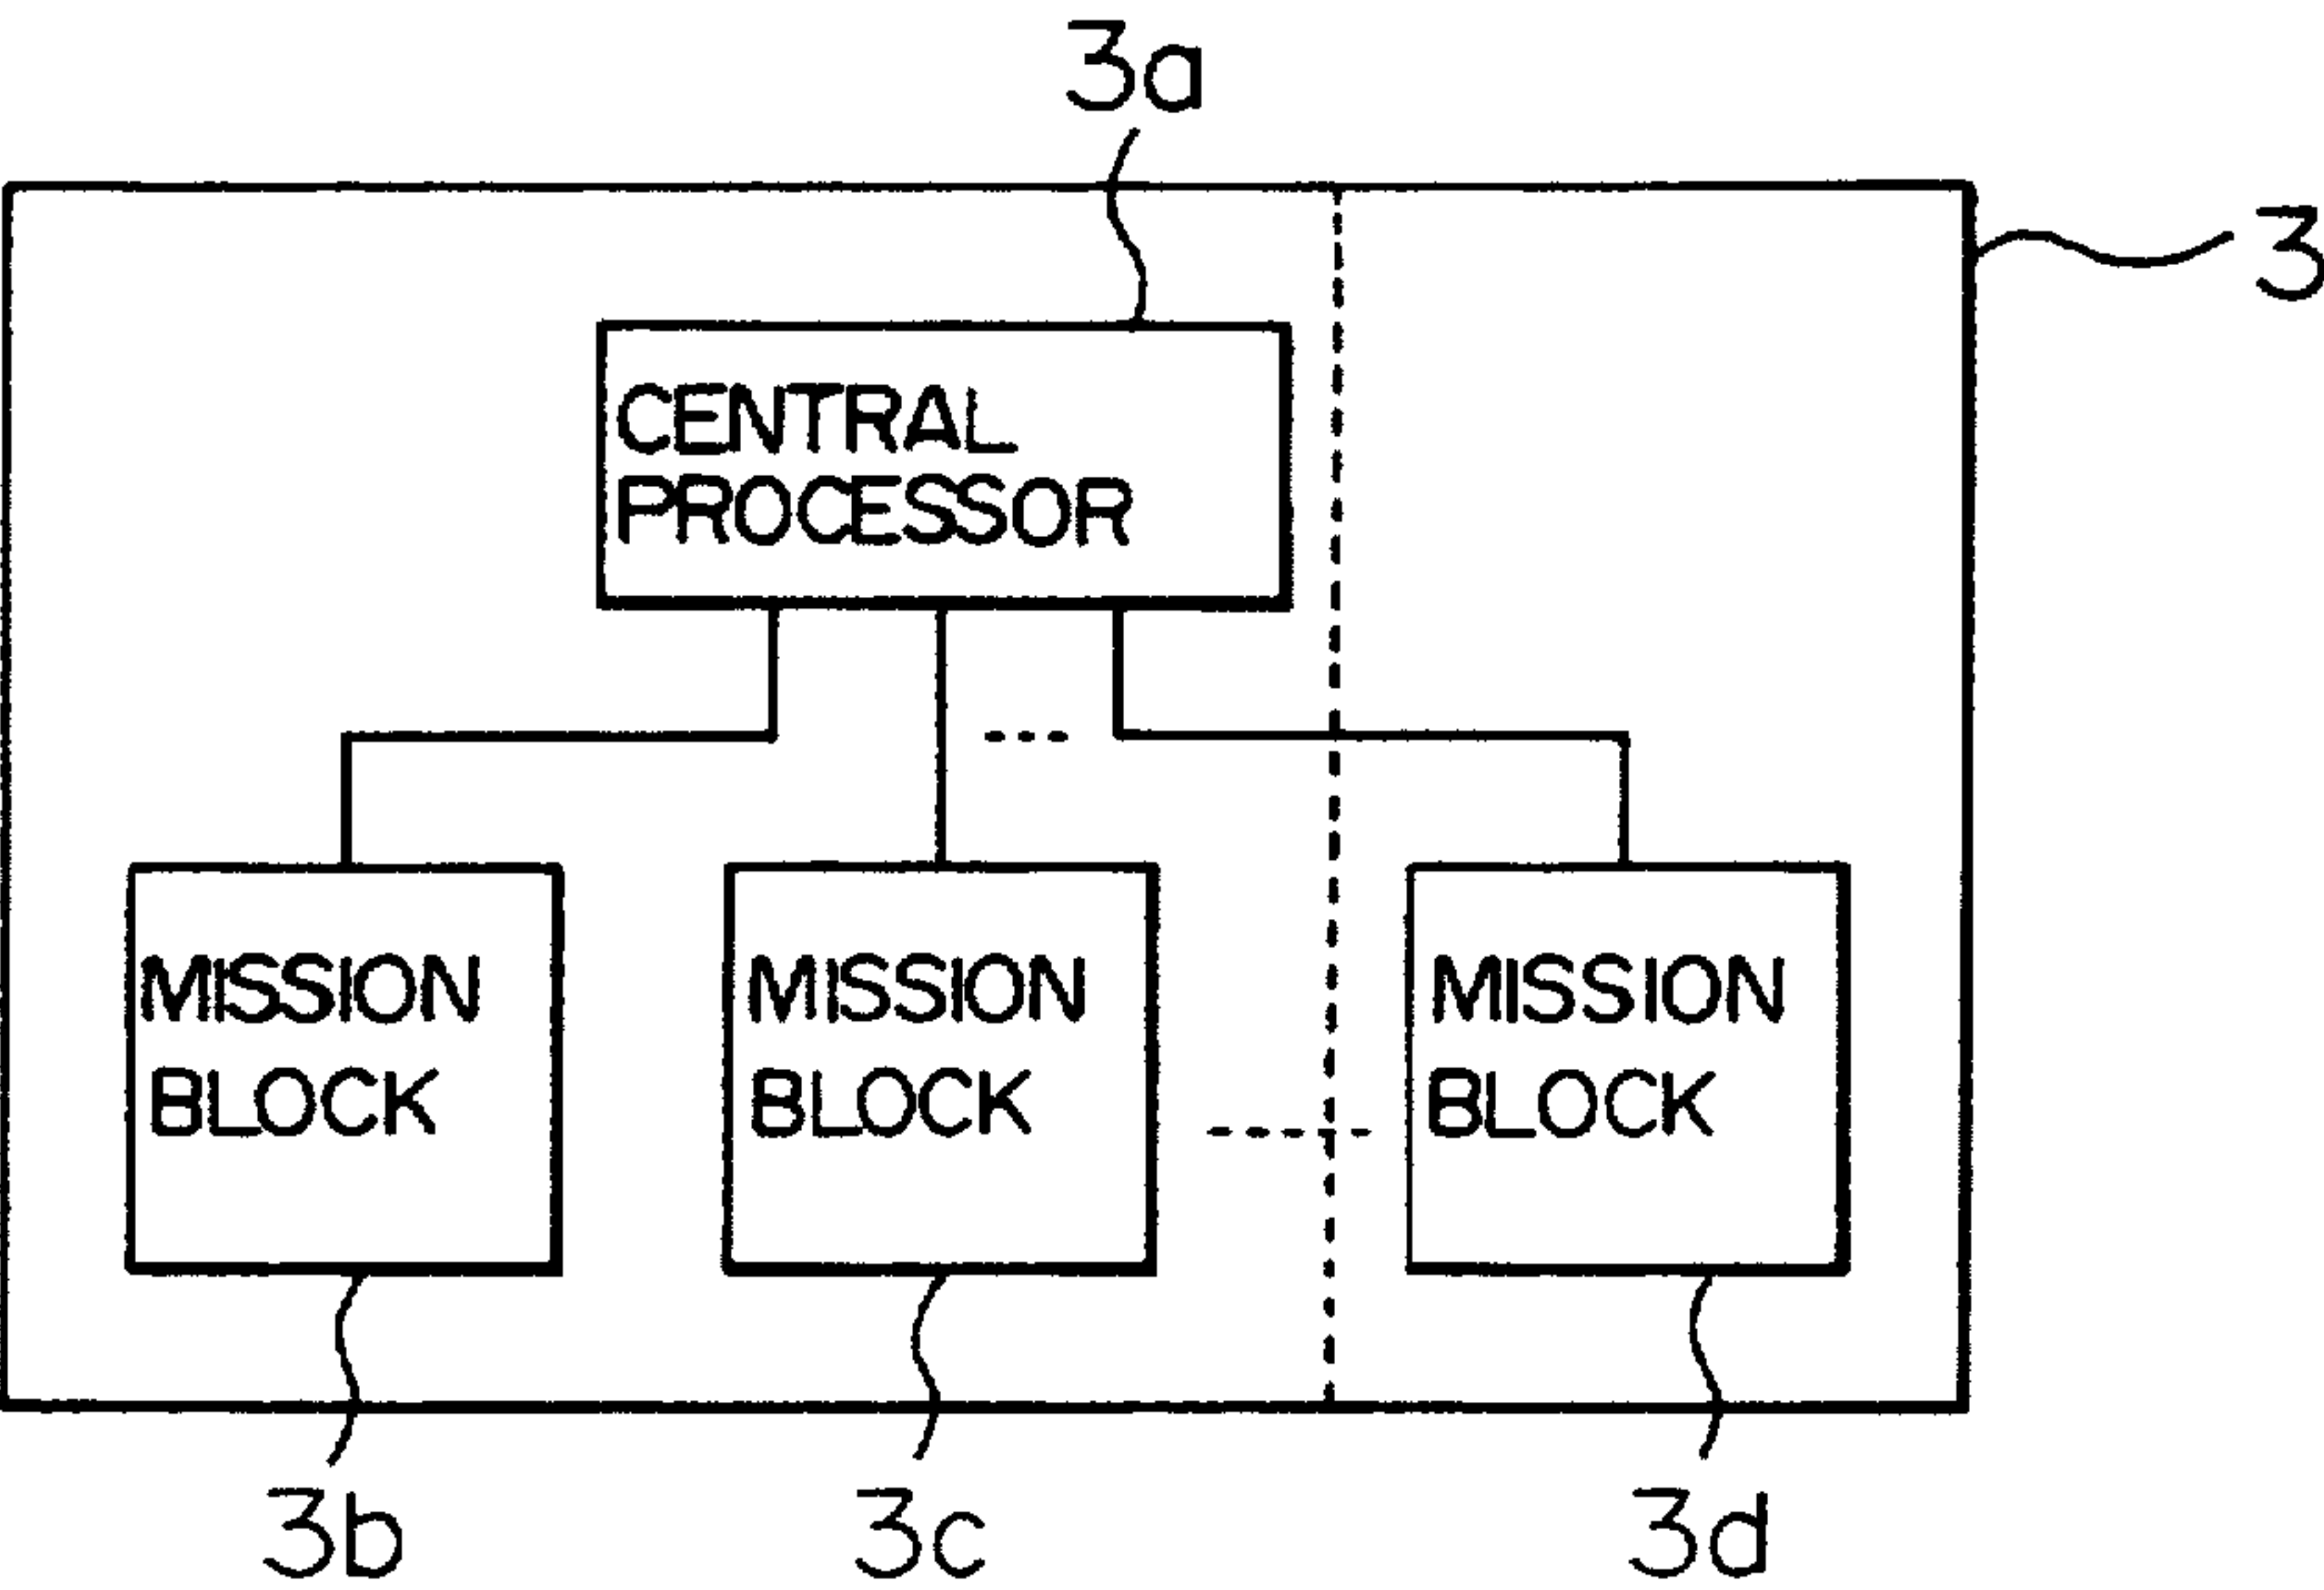 3a
3
CENTRAL
PROCESSOR
MISSION
BLOCK
MISSION
BLOCK
MISSION
BLOCK
3b
3c
3d